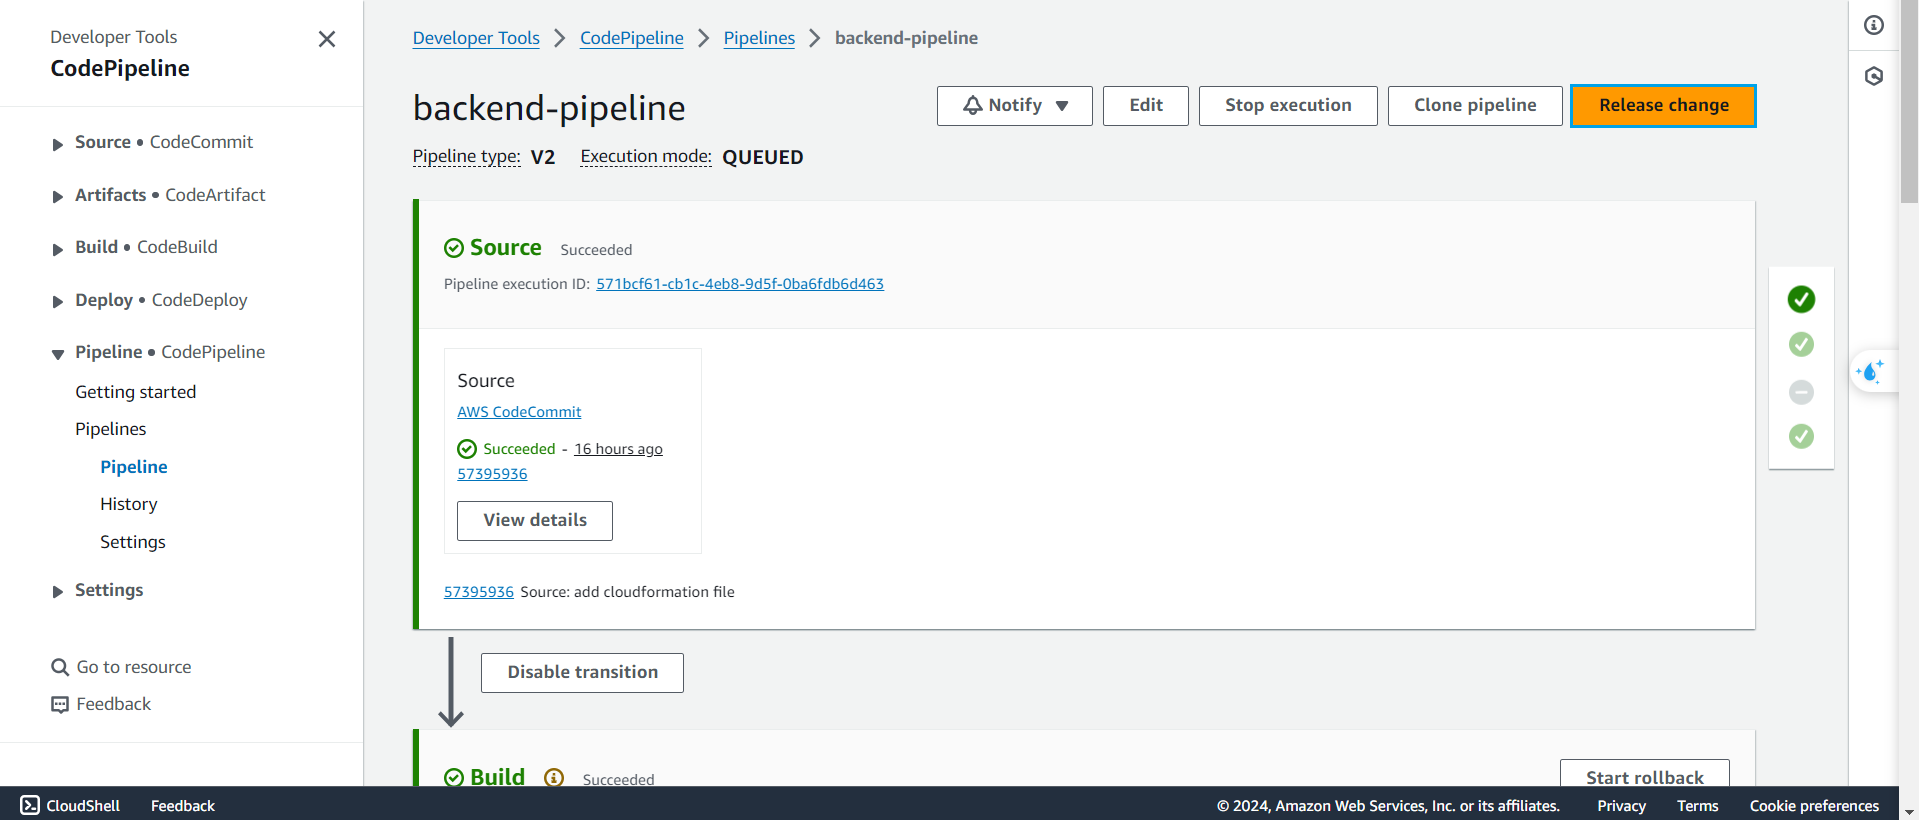 Developer Tools
CodePipeline
Source • CodeCommit
Artifacts • CodeArtifact
Build • CodeBuild
Deploy • CodeDeploy
Pipeline • CodePipeline
Getting started
Pipelines
Pipeline
History
Settings
Settings
Go to resource
Feedback
Developer Tools > CodePipeline > Pipelines > backend-pipeline
backend-pipeline
Notify Edit Stop execution Clone pipeline Release change
Pipeline type: V2 Execution mode: QUEUED
Source Succeeded
Pipeline execution ID: 571bcf61-cb1c-4eb8-9d5f-0ba6fdb6d463
Source
AWS CodeCommit
Succeeded - 16 hours ago
57395936
View details
57395936 Source: add cloudformation file
Disable transition
Build Succeeded
Start rollback
CloudShell Feedback © 2024, Amazon Web Services, Inc. or its affiliates. Privacy Terms Cookie preferences